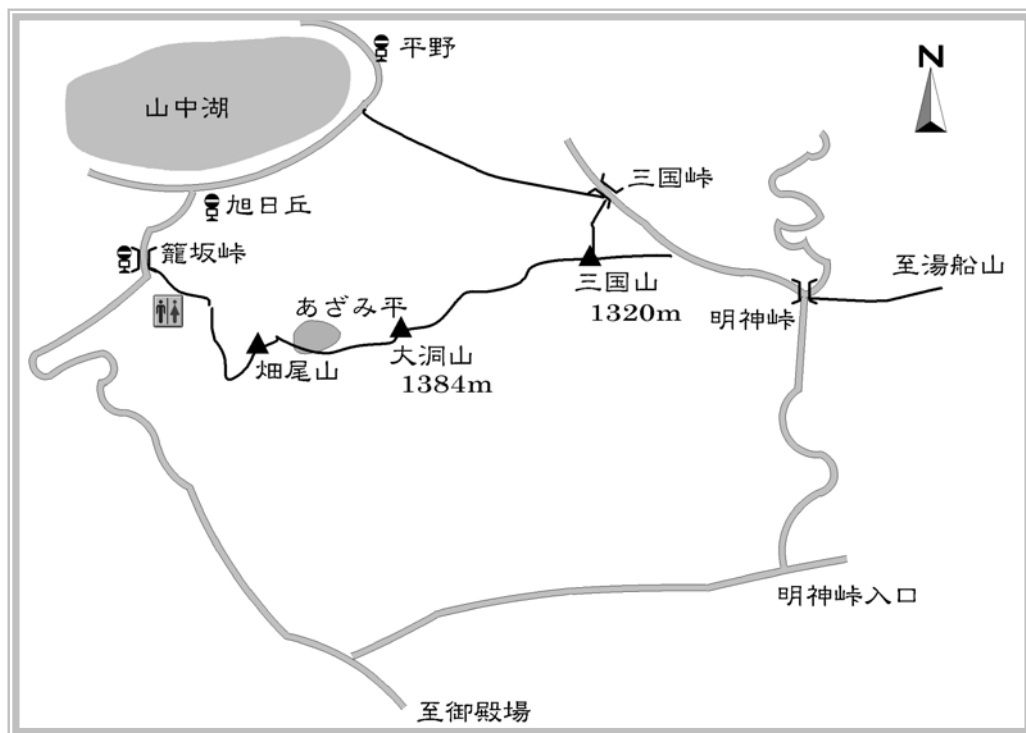 平野
N
山中湖
三国峠
旭日丘
籠坂峠
至湯船山
三国山
1320m
あざみ平
明神峠
畑尾山
大洞山
1384m
明神峠入口
至御殿場